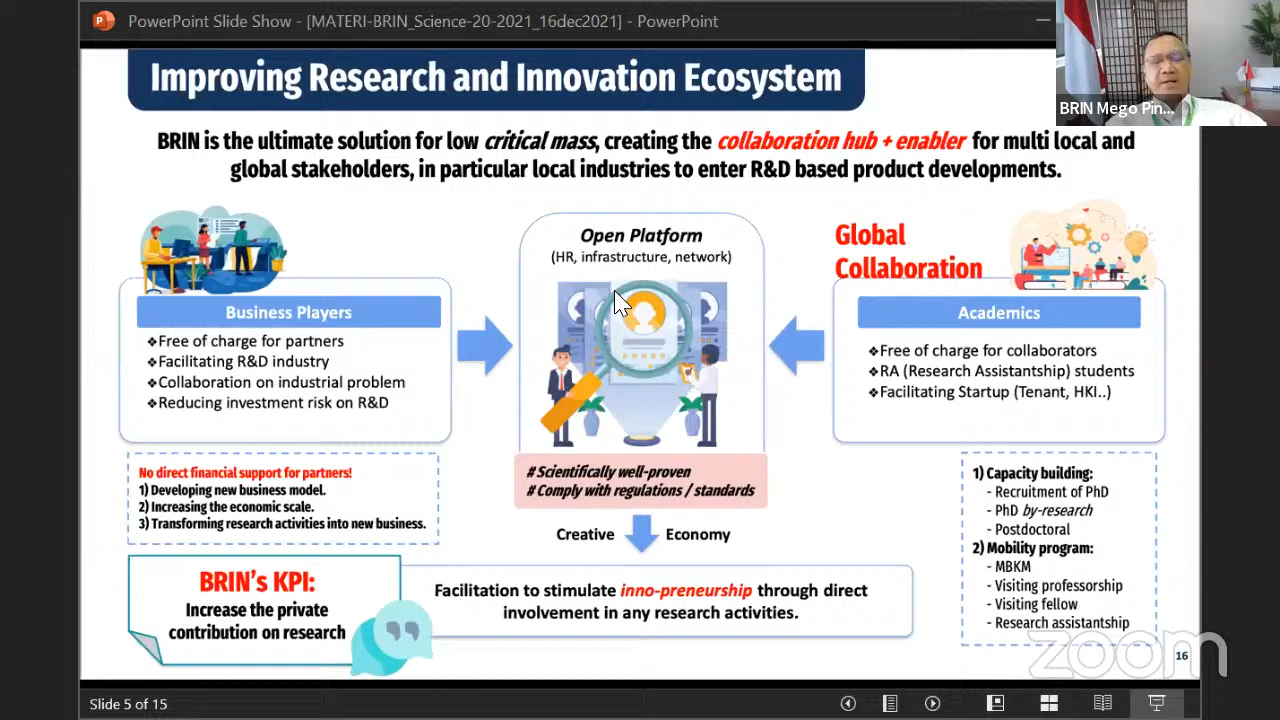 PowerPoint Slide Show - [MATERI-BRIN_Science-20-2021_16dec2021] - PowerPoint
BRIN Mego Pin...
Improving Research and Innovation Ecosystem
BRIN is the ultimate solution for low critical mass, creating the collaboration hub + enabler for multi local and
global stakeholders, in particular local industries to enter R&D based product developments.
Business Players
❖Free of charge for partners
❖Facilitating R&D industry
❖Collaboration on industrial problem
❖Reducing investment risk on R&D
No direct financial support for partners!
1) Developing new business model.
2) Increasing the economic scale.
3) Transforming research activities into new business.
Open Platform
(HR, infrastructure, network)
# Scientifically well-proven
# Comply with regulations / standards
Creative Economy
Global
Collaboration
Academics
❖Free of charge for collaborators
❖RA (Research Assistantship) students
❖Facilitating Startup (Tenant, HKI..)
1) Capacity building:
- Recruitment of PhD
- PhD by-research
- Postdoctoral
2) Mobility program:
- MBKM
- Visiting professorship
- Visiting fellow
- Research assistantship
BRIN's KPI:
Increase the private
contribution on research
Facilitation to stimulate inno-preneurship through direct
involvement in any research activities.
zoom
16
Slide 5 of 15